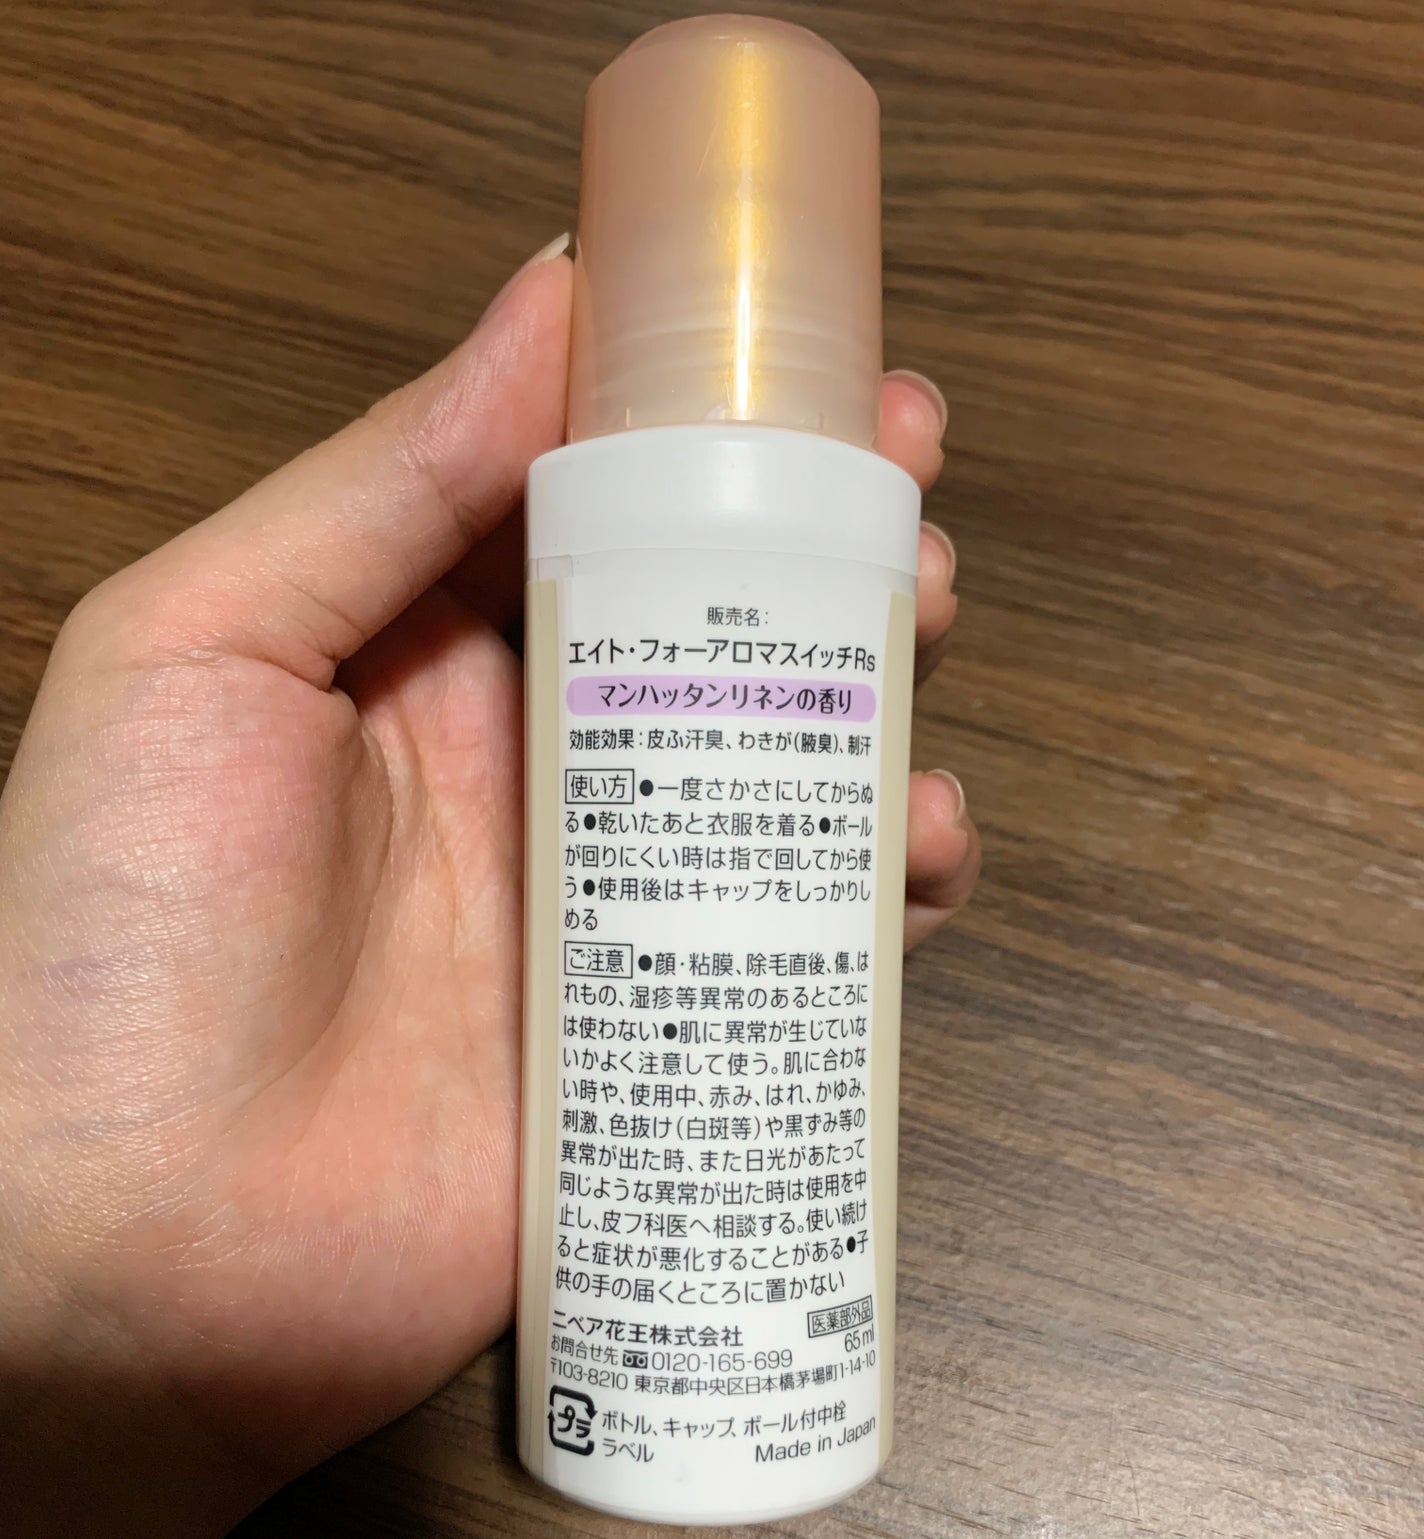 販売名：
エイト・フォーアロマスイッチRs
マンハッタンリネンの香り
効能効果：皮ふ汗臭、わきが（腋臭）、制汗
使い方 ●一度さかさにしてからぬ
る●乾いたあと衣服を着る●ボール
が回りにくい時は指で回してから使
う●使用後はキャップをしっかりし
める
ご注意 ●顔・粘膜、除毛直後、傷、は
れもの、湿疹等異常のあるところに
は使わない●肌に異常が生じていな
いかよく注意して使う。肌に合わな
い時や、使用中、赤み、はれ、かゆみ、
刺激、色抜け（白斑等）や黒ずみ等の
異常が出た時、また日光があたって
同じような異常が出た時は使用を中
止し、皮フ科医へ相談する。使い続け
ると症状が悪化することがある●子
供の手の届くところに置かない
ニベア花王株式会社 医薬部外品
お問合せ先 0120-165-699 65ml
〒103-8210 東京都中央区日本橋茅場町1-14-10
プラ ボトル、キャップ、ボール付中栓
ラベル Made in Japan